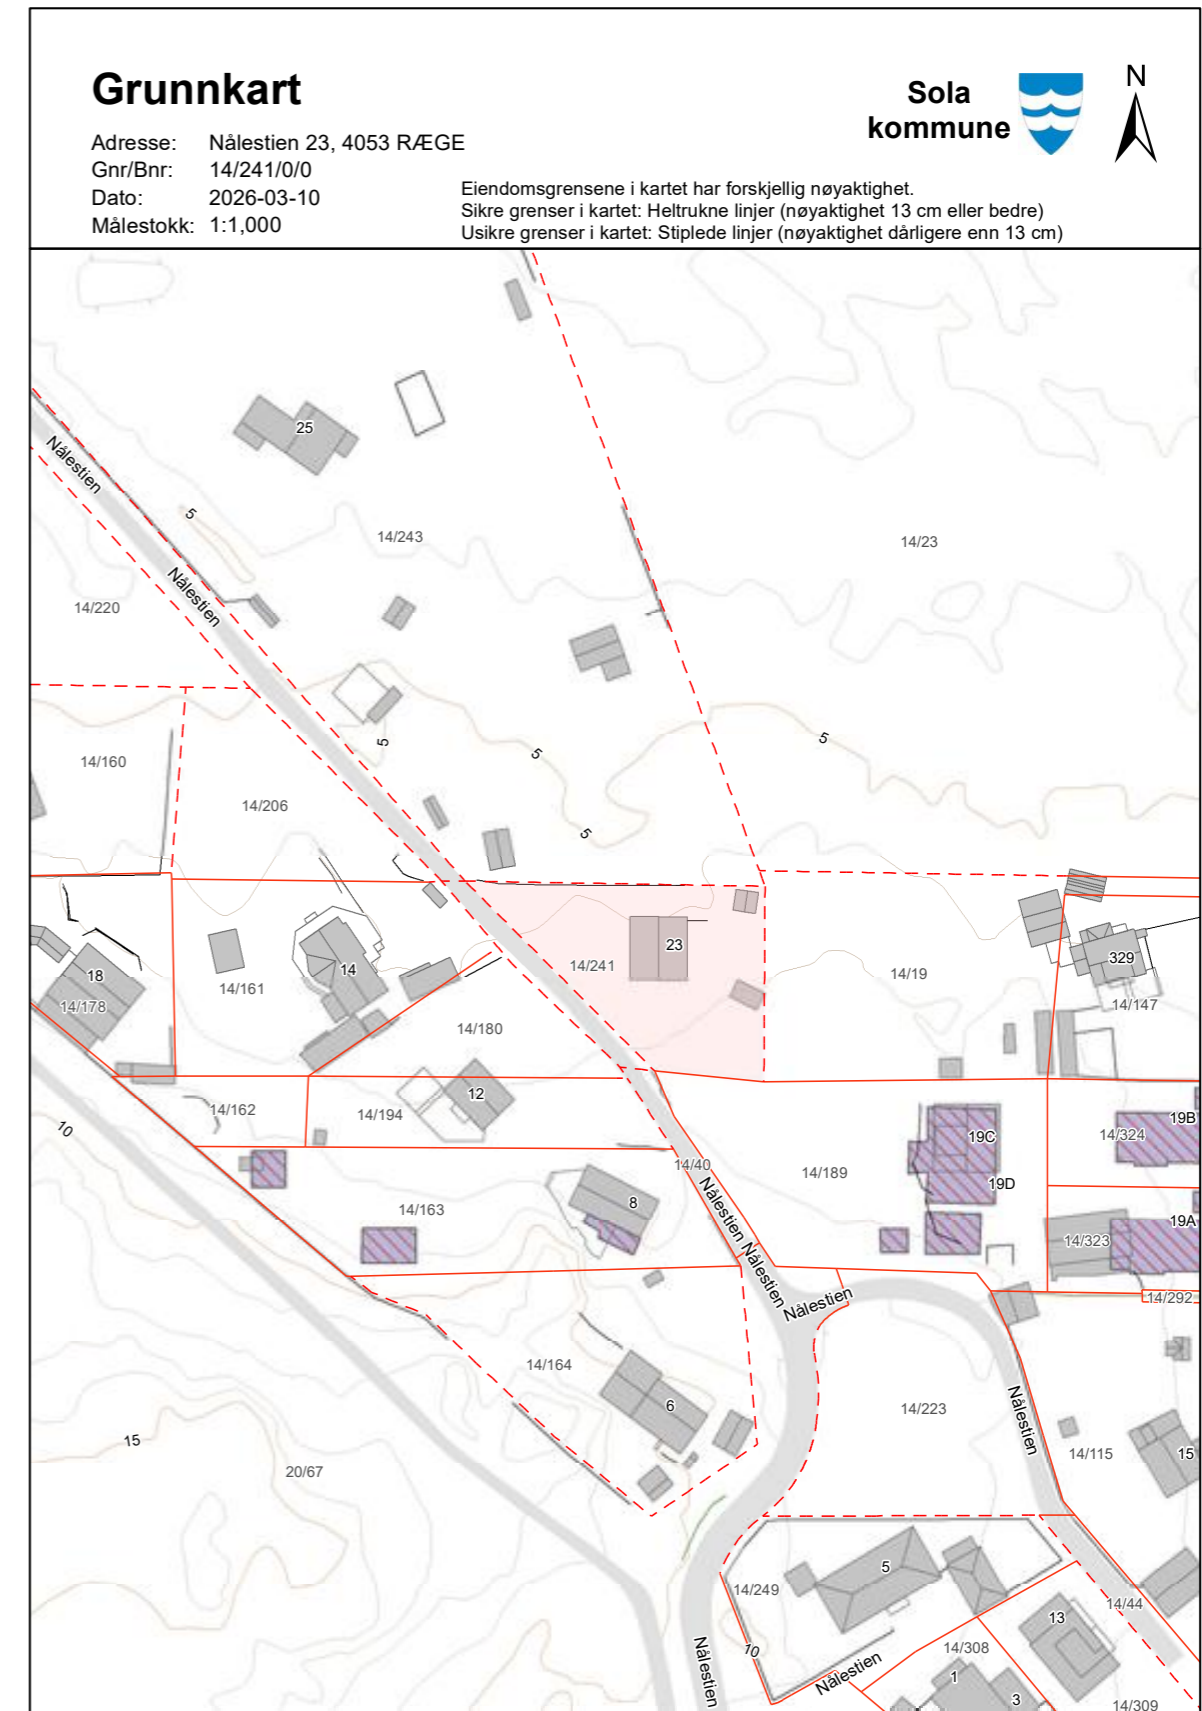 Grunnkart
Adresse: Nålestien 23, 4053 RÆGE
Gnr/Bnr: 14/241/0/0
Dato: 2026-03-10
Målestokk: 1:1,000
Sola
kommune
N
Eiendomsgrensene i kartet har forskjellig nøyaktighet.
Sikre grenser i kartet: Heltrukne linjer (nøyaktighet 13 cm eller bedre)
Usikre grenser i kartet: Stiplede linjer (nøyaktighet dårligere enn 13 cm)
25
Nålestien
5
14/243
14/23
Nålestien
14/220
5
5
5
14/160
14/206
5
23
18
14/178
14
14/161
14/241
14/19
329
14/147
14/180
12
14/162
14/194
10
14/40
14/189
19C
19D
14/324
19B
14/163
8
Nålestien
19A
14/323
Nålestien
Nålestien
14/292
14/164
6
14/223
Nålestien
14/115
15
15
20/67
5
14/249
14/44
13
10
Nålestien
Nålestien
14/308
1
3
14/309